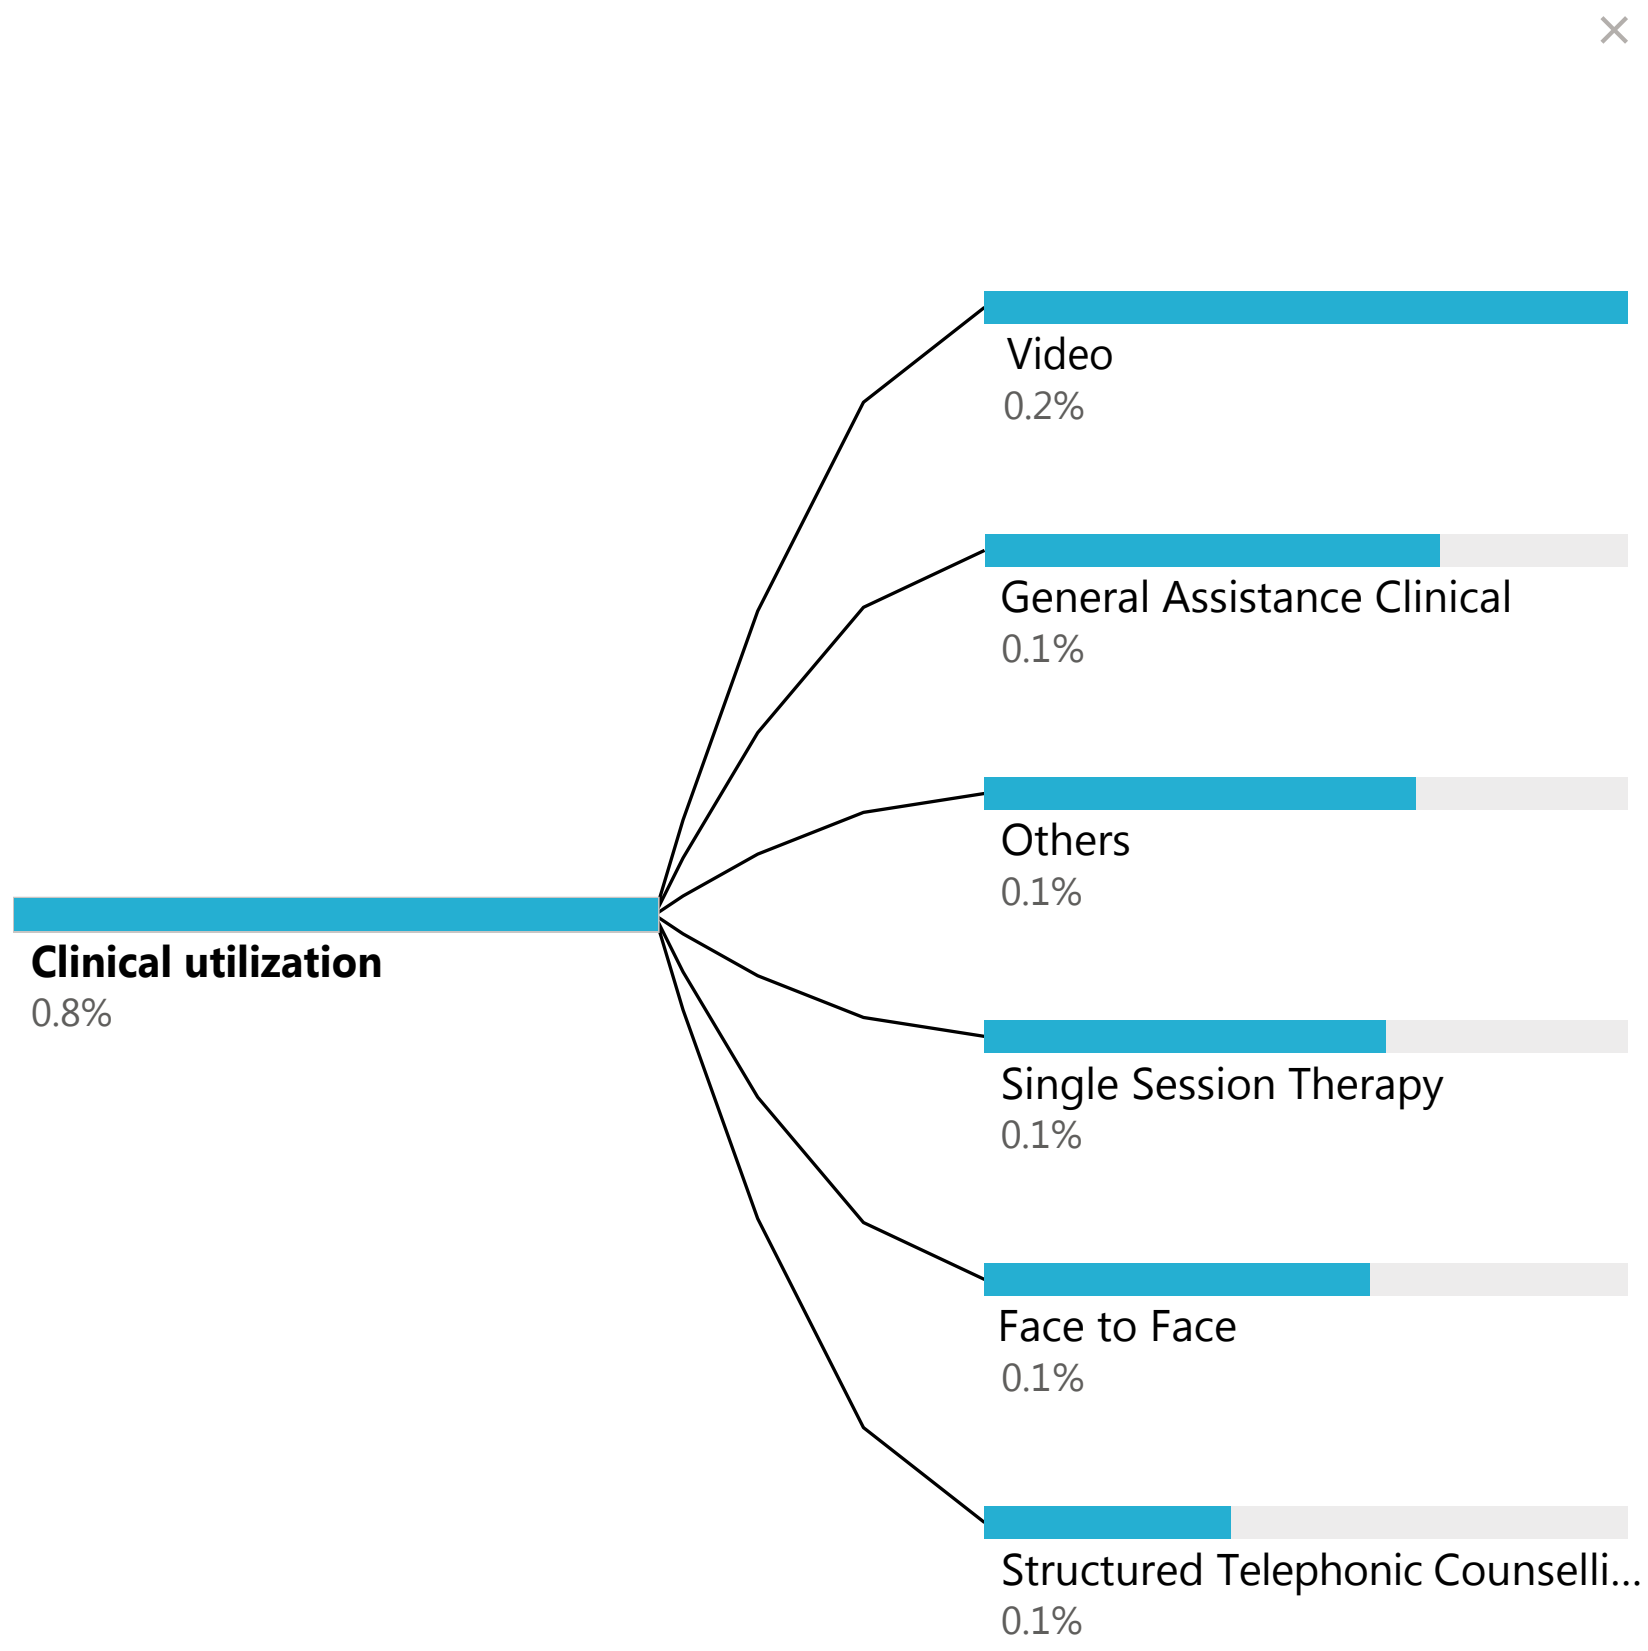 Video
0.2%
General Assistance Clinical
0.1%
Others
0.1%
Clinical utilization
0.8%
Single Session Therapy
0.1%
Face to Face
0.1%
Structured Telephonic Counselli...
0.1%